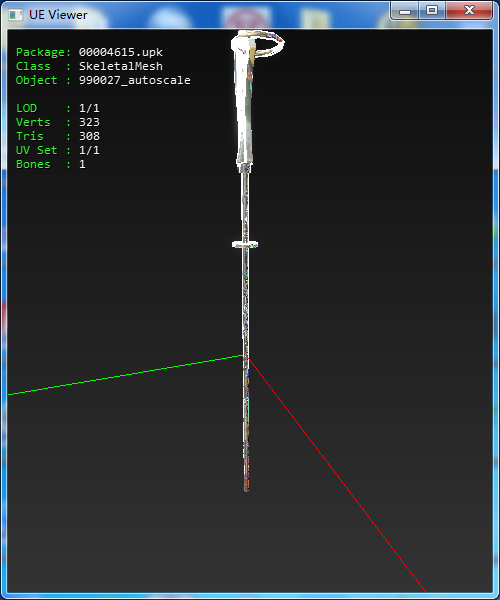 UE Viewer
Package: 00004615.upk
Class : SkeletalMesh
Object : 990027_autoscale
LOD : 1/1
Verts : 323
Tris : 308
UV Set : 1/1
Bones : 1